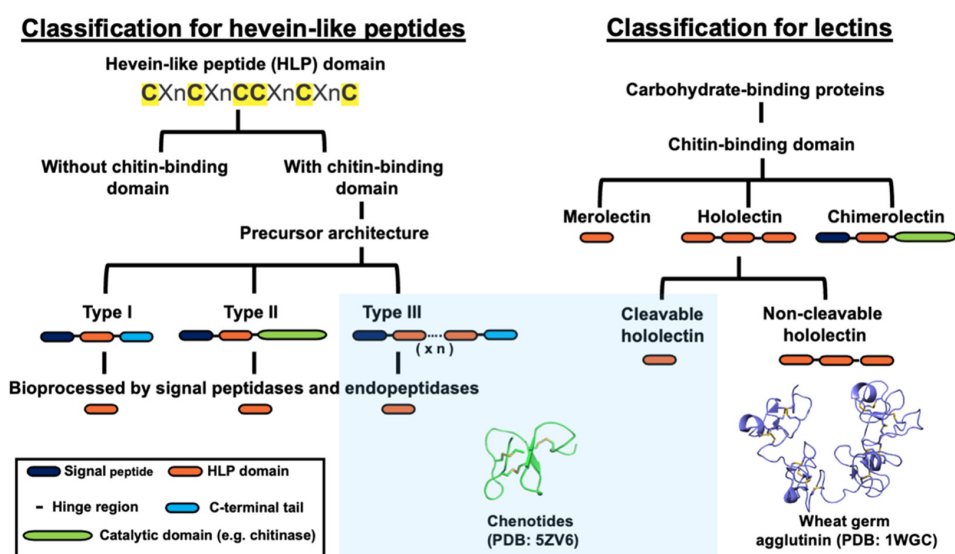 Classification for hevein-like peptides
Hevein-like peptide (HLP) domain
CXnCXnCCXnCXnC
Without chitin-binding
domain
With chitin-binding
domain
Precursor architecture
Type I
Type II
Type III
( x n )
Bioprocessed by signal peptidases and endopeptidases
Signal peptide
HLP domain
Hinge region
C-terminal tail
Catalytic domain (e.g. chitinase)
Classification for lectins
Carbohydrate-binding proteins
Chitin-binding domain
Merolectin
Hololectin
Chimerolectin
Cleavable
hololectin
Non-cleavable
hololectin
Chenotides
(PDB: 5ZV6)
Wheat germ
agglutinin (PDB: 1WGC)